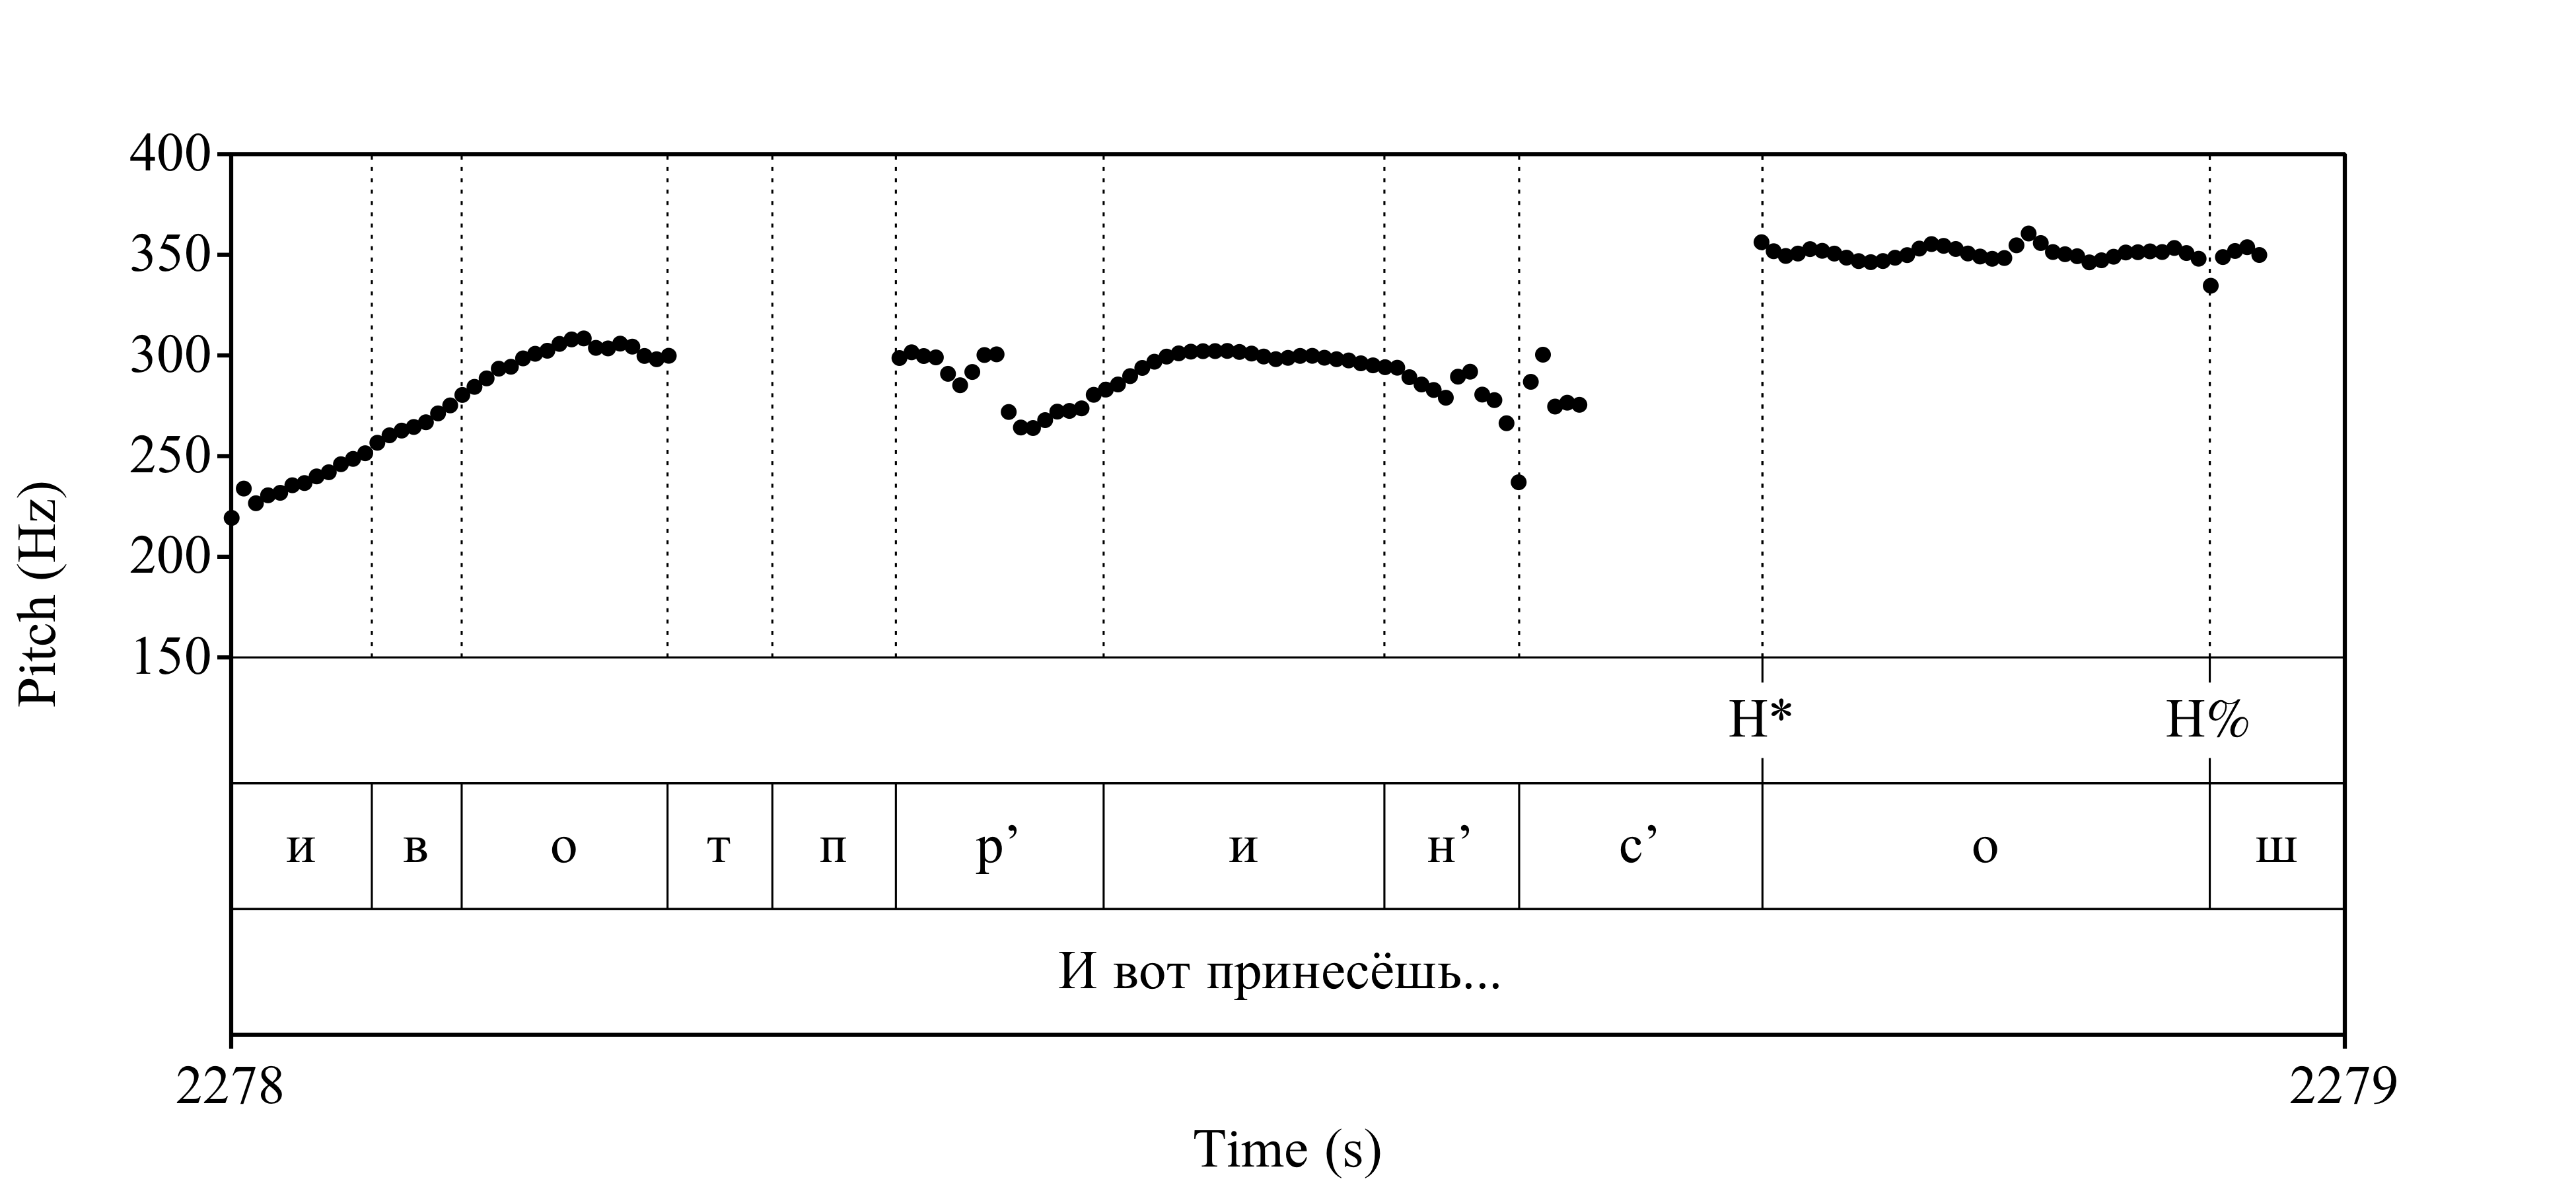 400
350
300
250
200
150
Pitch (Hz)
H* H%
и в о т п р’ и н’ с’ о ш
И вот принесёшь...
2278 2279
Time (s)